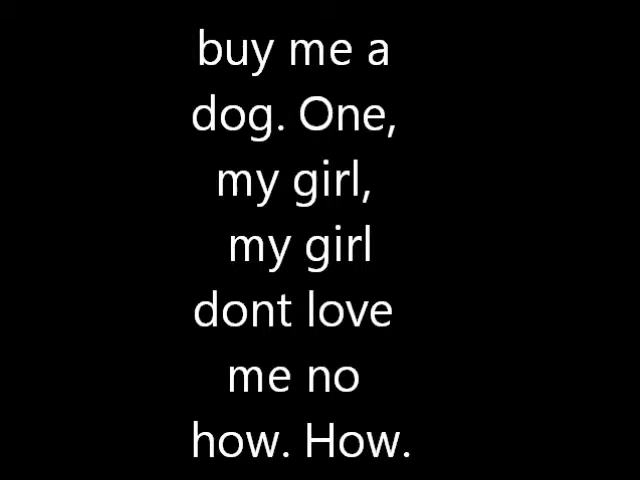 buy me a
dog. One,
my girl,
my girl
dont love
me no
how. How.